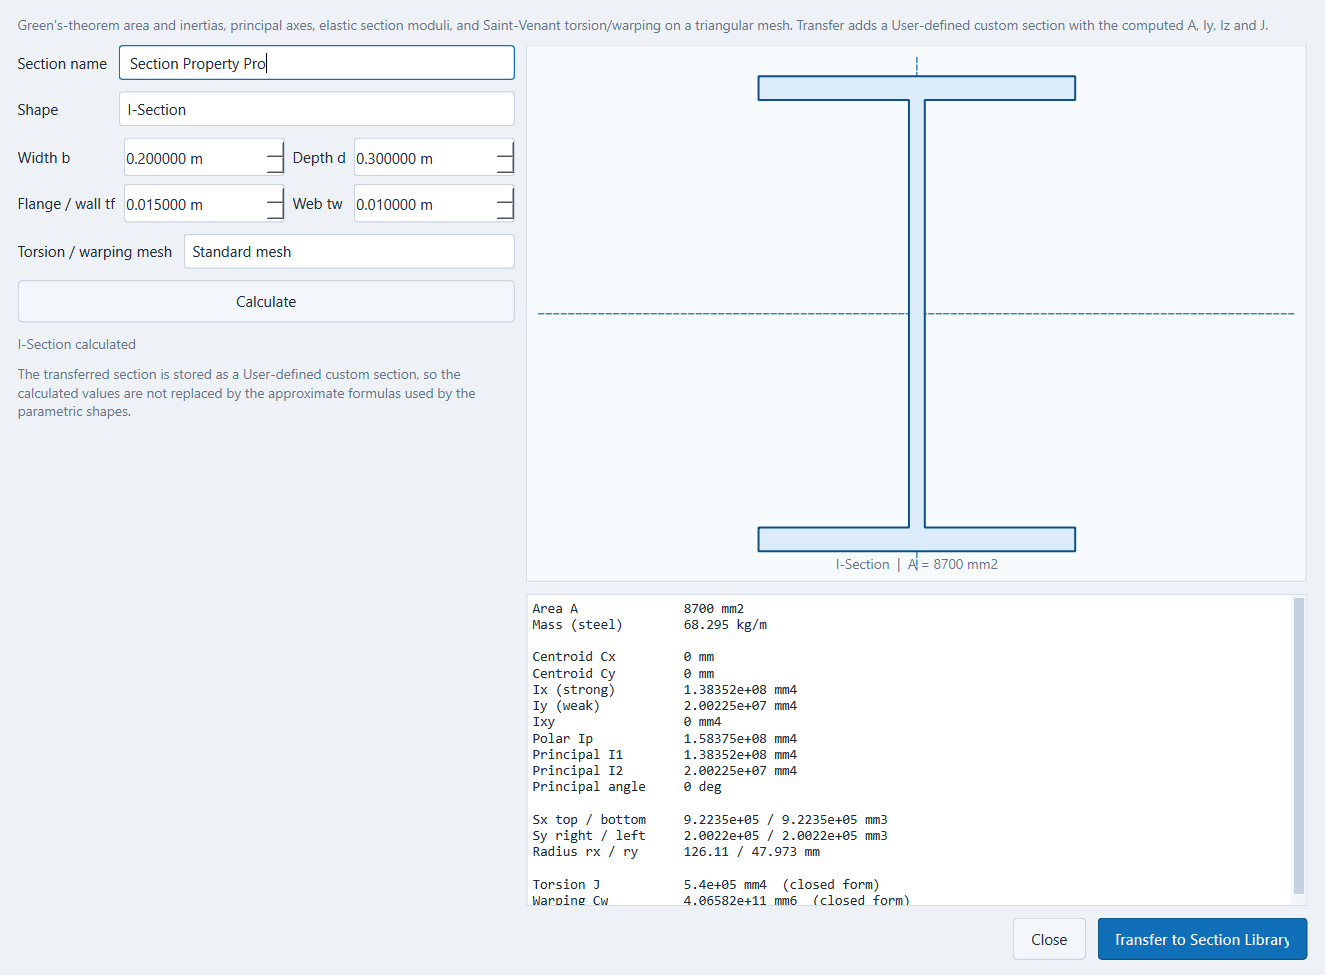 Green's-theorem area and inertias, principal axes, elastic section moduli, and Saint-Venant torsion/warping on a triangular mesh. Transfer adds a User-defined custom section with the computed A, Iy, Iz and J.
Section name Section Property Pro
Shape I-Section
Width b 0.200000 m Depth d 0.300000 m
Flange / wall tf 0.015000 m Web tw 0.010000 m
Torsion / warping mesh Standard mesh
Calculate
I-Section calculated
The transferred section is stored as a User-defined custom section, so the
calculated values are not replaced by the approximate formulas used by the
parametric shapes.
I-Section | A = 8700 mm2
Area A 8700 mm2
Mass (steel) 68.295 kg/m
Centroid Cx 0 mm
Centroid Cy 0 mm
Ix (strong) 1.38352e+08 mm4
Iy (weak) 2.00225e+07 mm4
Ixy 0 mm4
Polar Ip 1.58375e+08 mm4
Principal I1 1.38352e+08 mm4
Principal I2 2.00225e+07 mm4
Principal angle 0 deg
Sx top / bottom 9.2235e+05 / 9.2235e+05 mm3
Sy right / left 2.0022e+05 / 2.0022e+05 mm3
Radius rx / ry 126.11 / 47.973 mm
Torsion J 5.4e+05 mm4 (closed form)
Warping Cw 4.06582e+11 mm6 (closed form)
Close Transfer to Section Library